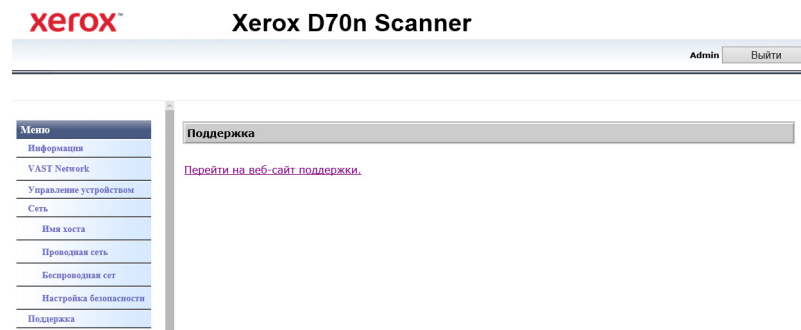 xerox™
Xerox D70n Scanner
Admin Выйти
Меню
Информация
VAST Network
Управление устройством
Сеть
Имя хоста
Проводная сеть
Беспроводная сет
Настройка безопасности
Поддержка
Поддержка
Перейти на веб-сайт поддержки.